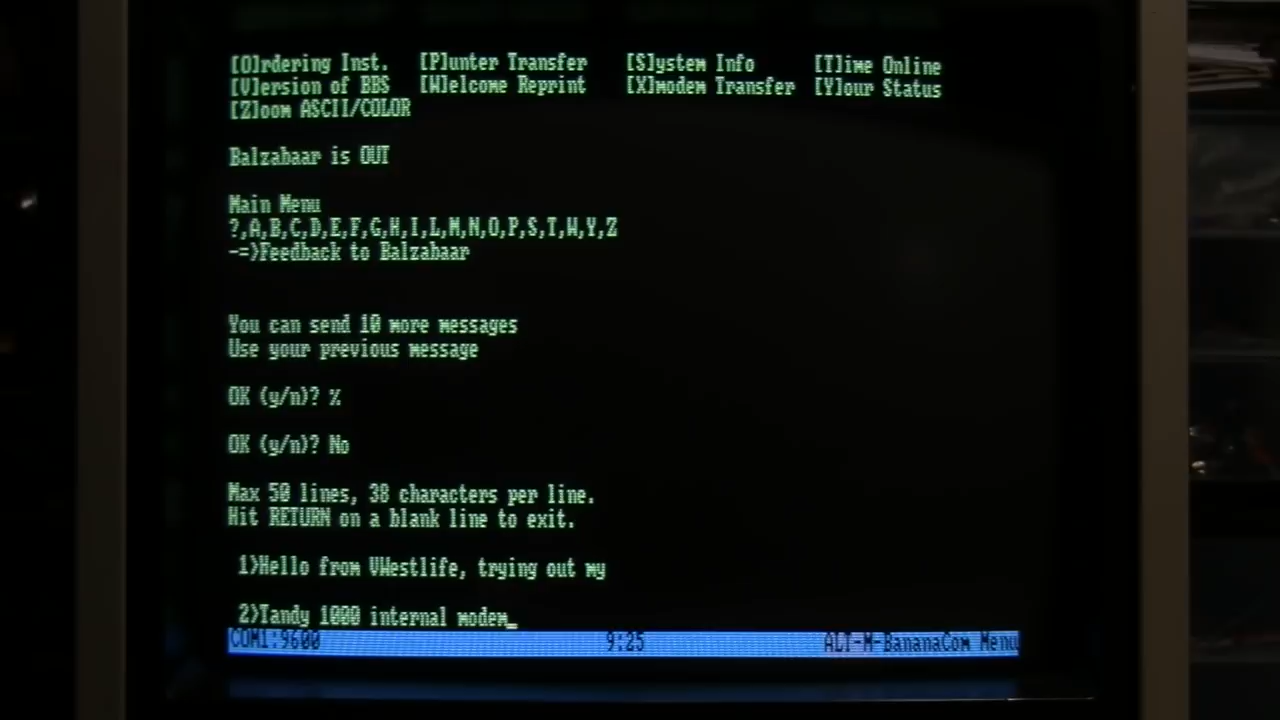 [O]rdering Inst. [P]unter Transfer [S]ystem Info [T]ime Online
[V]ersion of BBS [W]elcome Reprint [X]modem Transfer [Y]our Status
[Z]oom ASCII/COLOR
Balzabaar is OUT
Main Menu
?,A,B,C,D,E,F,G,H,I,L,M,N,O,P,S,T,W,Y,Z
-=>Feedback to Balzabaar
You can send 10 more messages
Use your previous message
OK (y/n)? %
OK (y/n)? No
Max 50 lines, 38 characters per line.
Hit RETURN on a blank line to exit.
1>Hello from VWestlife, trying out my
2>Tandy 1000 internal modem_
COM1:9600 9:25 ALT-M-BananaCom Menu